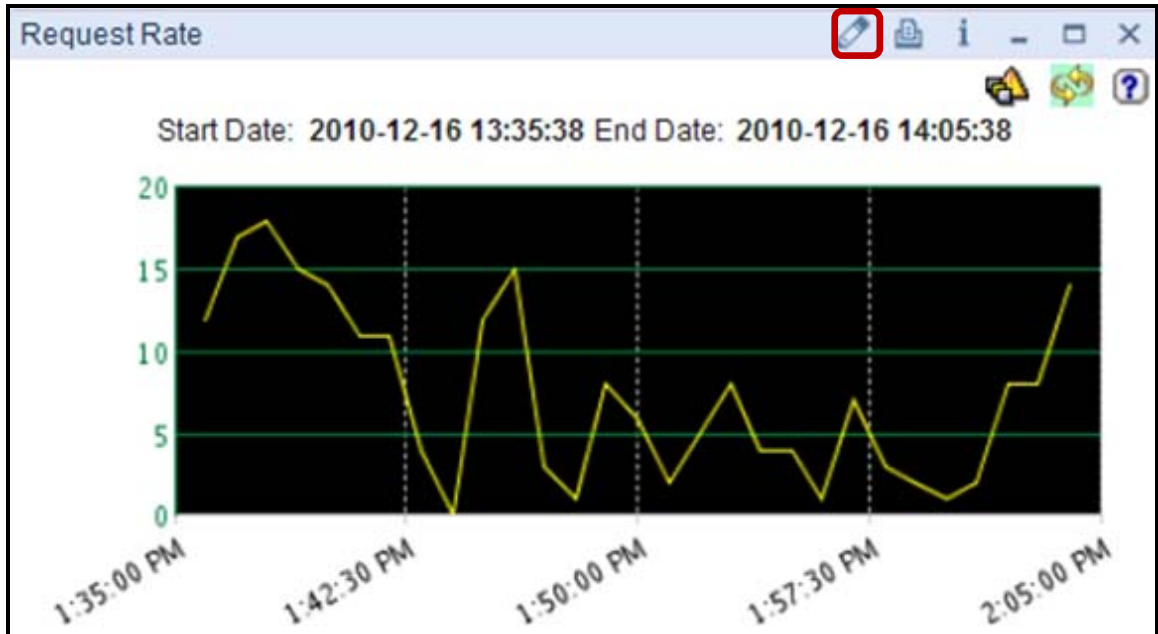 Request Rate
Start Date: 2010-12-16 13:35:38 End Date: 2010-12-16 14:05:38
20
15
10
5
0
1:35:00 PM
1:42:30 PM
1:50:00 PM
1:57:30 PM
2:05:00 PM